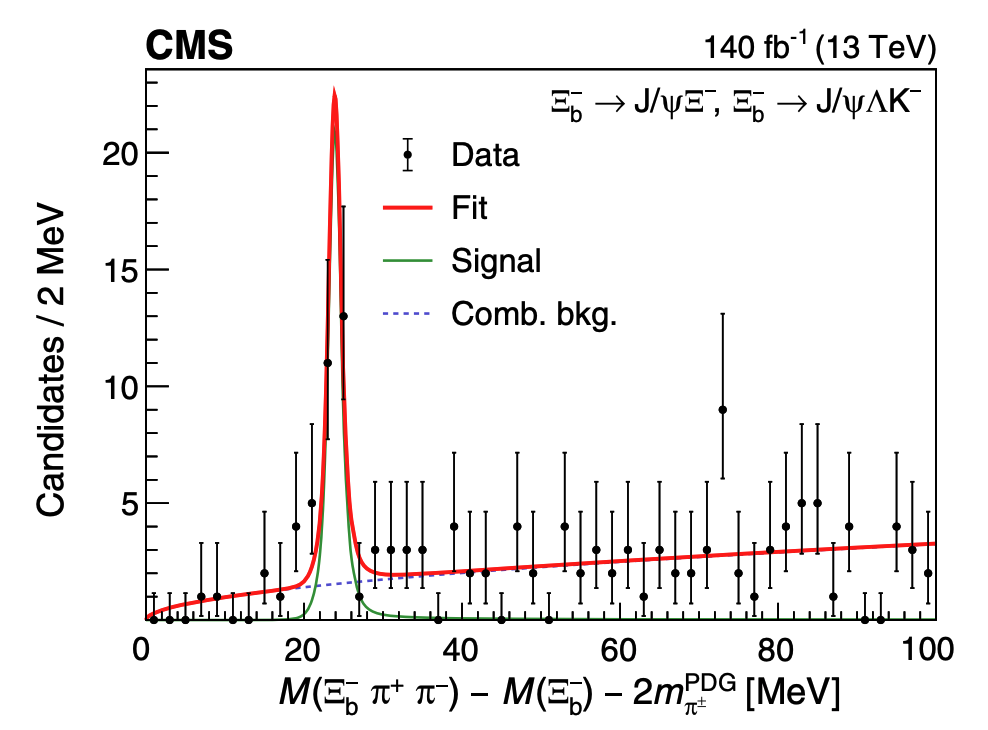 CMS 140 fb⁻¹ (13 TeV)
Ξb⁻ → J/ψΞ⁻, Ξb⁻ → J/ψΛK⁻
Data
Fit
Signal
Comb. bkg.
Candidates / 2 MeV
20
15
10
5
0 20 40 60 80 100
M(Ξb⁻ π⁺ π⁻) − M(Ξb⁻) − 2mπ±PDG [MeV]